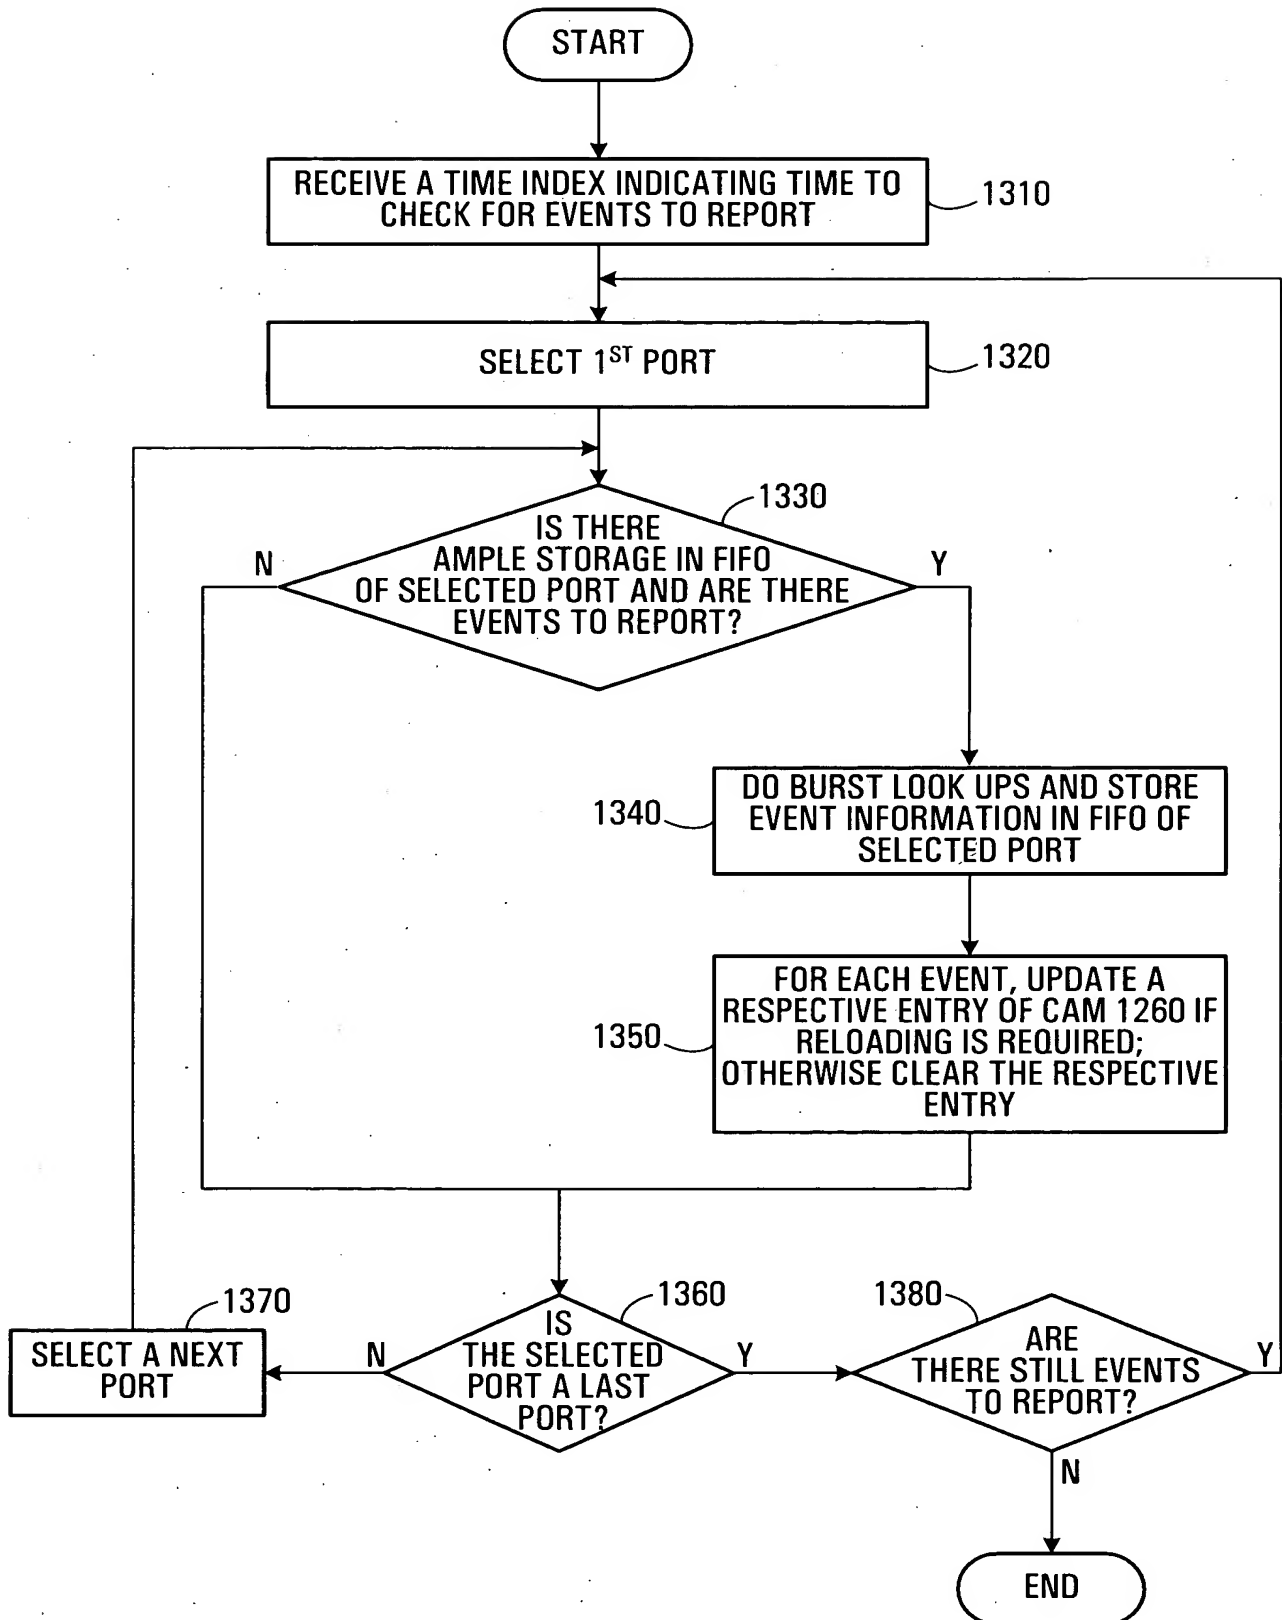 START
RECEIVE A TIME INDEX INDICATING TIME TO
CHECK FOR EVENTS TO REPORT
1310
SELECT 1ST PORT
1320
1330
IS THERE
AMPLE STORAGE IN FIFO
OF SELECTED PORT AND ARE THERE
EVENTS TO REPORT?
N
Y
DO BURST LOOK UPS AND STORE
EVENT INFORMATION IN FIFO OF
SELECTED PORT
1340
FOR EACH EVENT, UPDATE A
RESPECTIVE ENTRY OF CAM 1260 IF
RELOADING IS REQUIRED;
OTHERWISE CLEAR THE RESPECTIVE
ENTRY
1350
1370
SELECT A NEXT
PORT
1360
IS
THE SELECTED
PORT A LAST
PORT?
N
Y
1380
ARE
THERE STILL EVENTS
TO REPORT?
Y
N
END